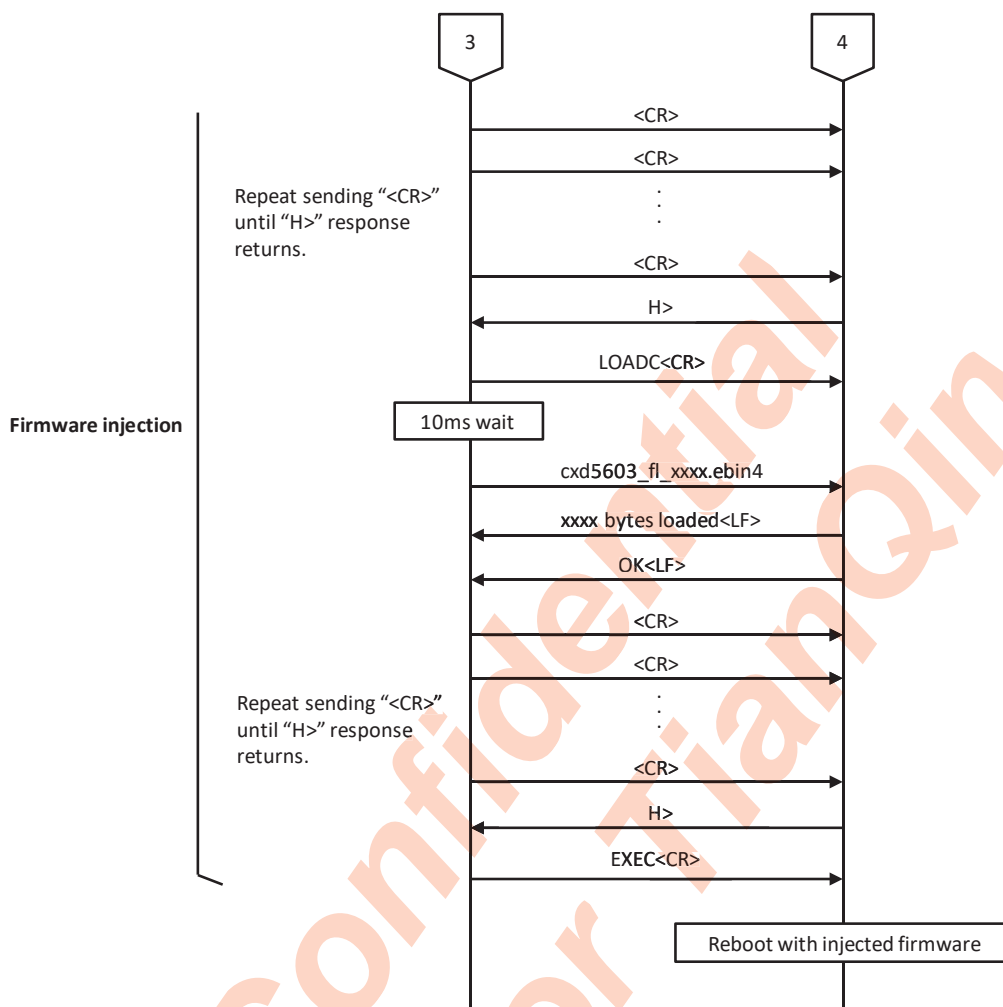 3
4
<CR>
<CR>
Repeat sending “<CR>”
until “H>” response
returns.
<CR>
H>
LOADC<CR>
Firmware injection
10ms wait
cxd5603_fl_xxxx.ebin4
xxxx bytes loaded<LF>
OK<LF>
<CR>
<CR>
Repeat sending “<CR>”
until “H>” response
returns.
<CR>
H>
EXEC<CR>
Reboot with injected firmware
Confidential
or TianQin